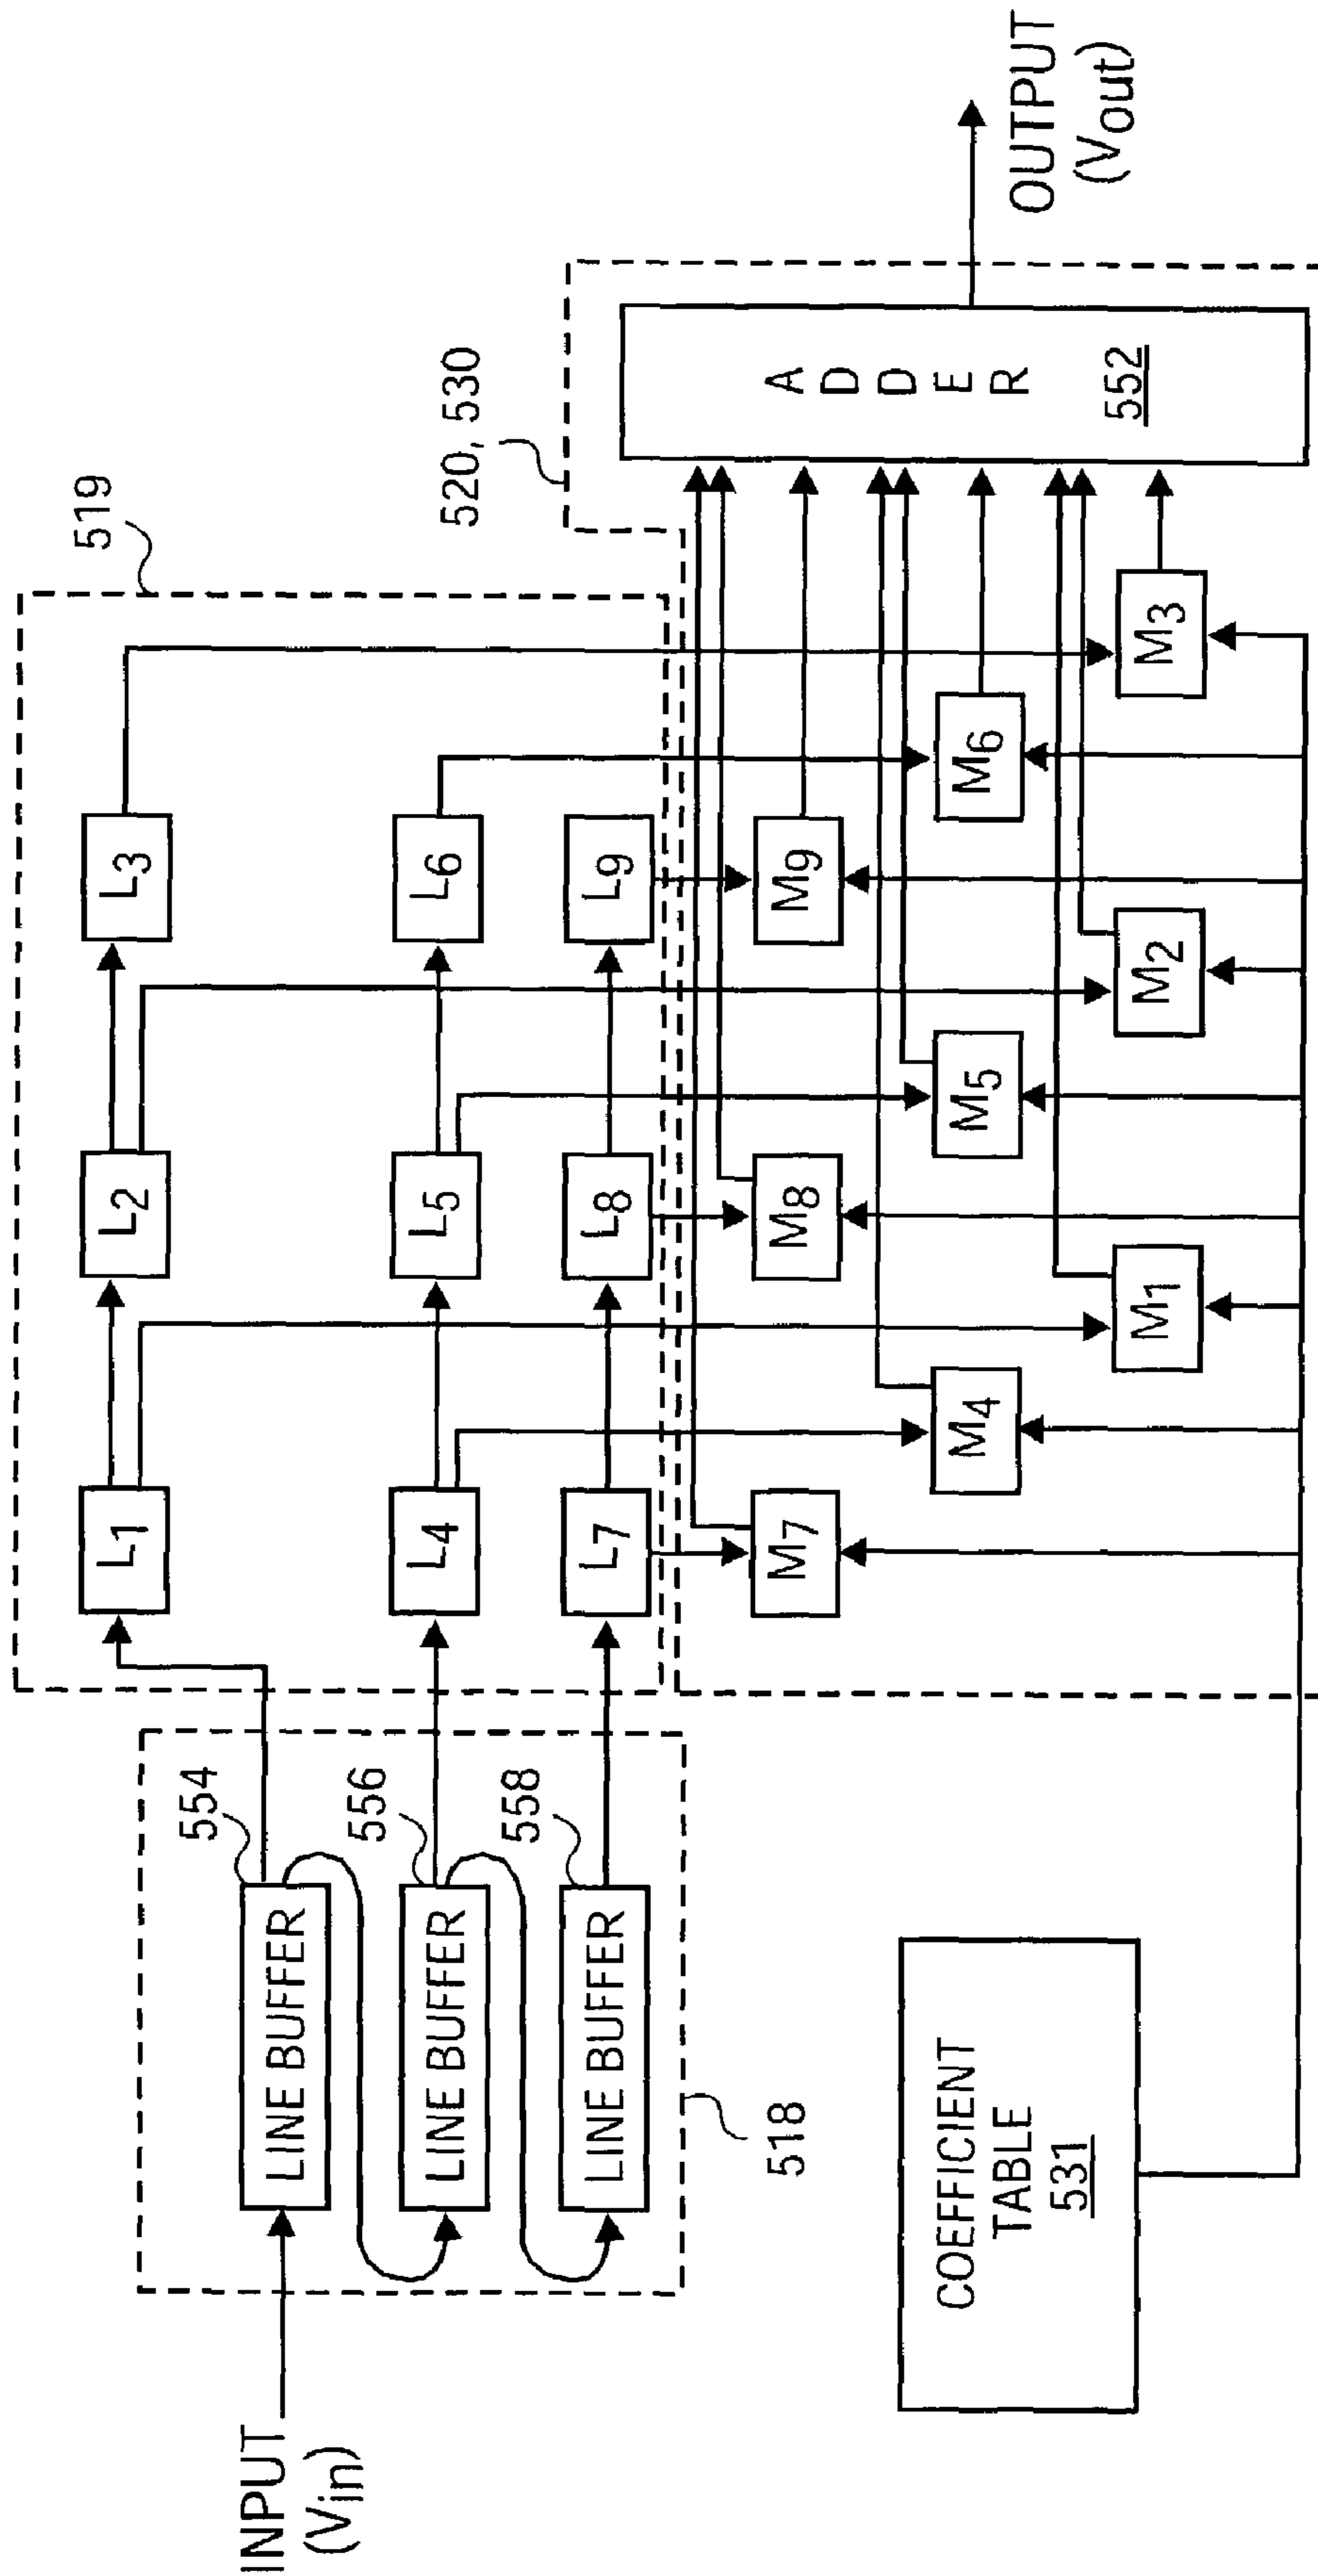 INPUT
(Vin)
LINE BUFFER
554
LINE BUFFER
556
LINE BUFFER
558
518
519
L1
L2
L3
L4
L5
L6
L7
L8
L9
520, 530
M7
M8
M9
M4
M5
M6
M1
M2
M3
ADDER
552
OUTPUT
(Vout)
COEFFICIENT
TABLE
531